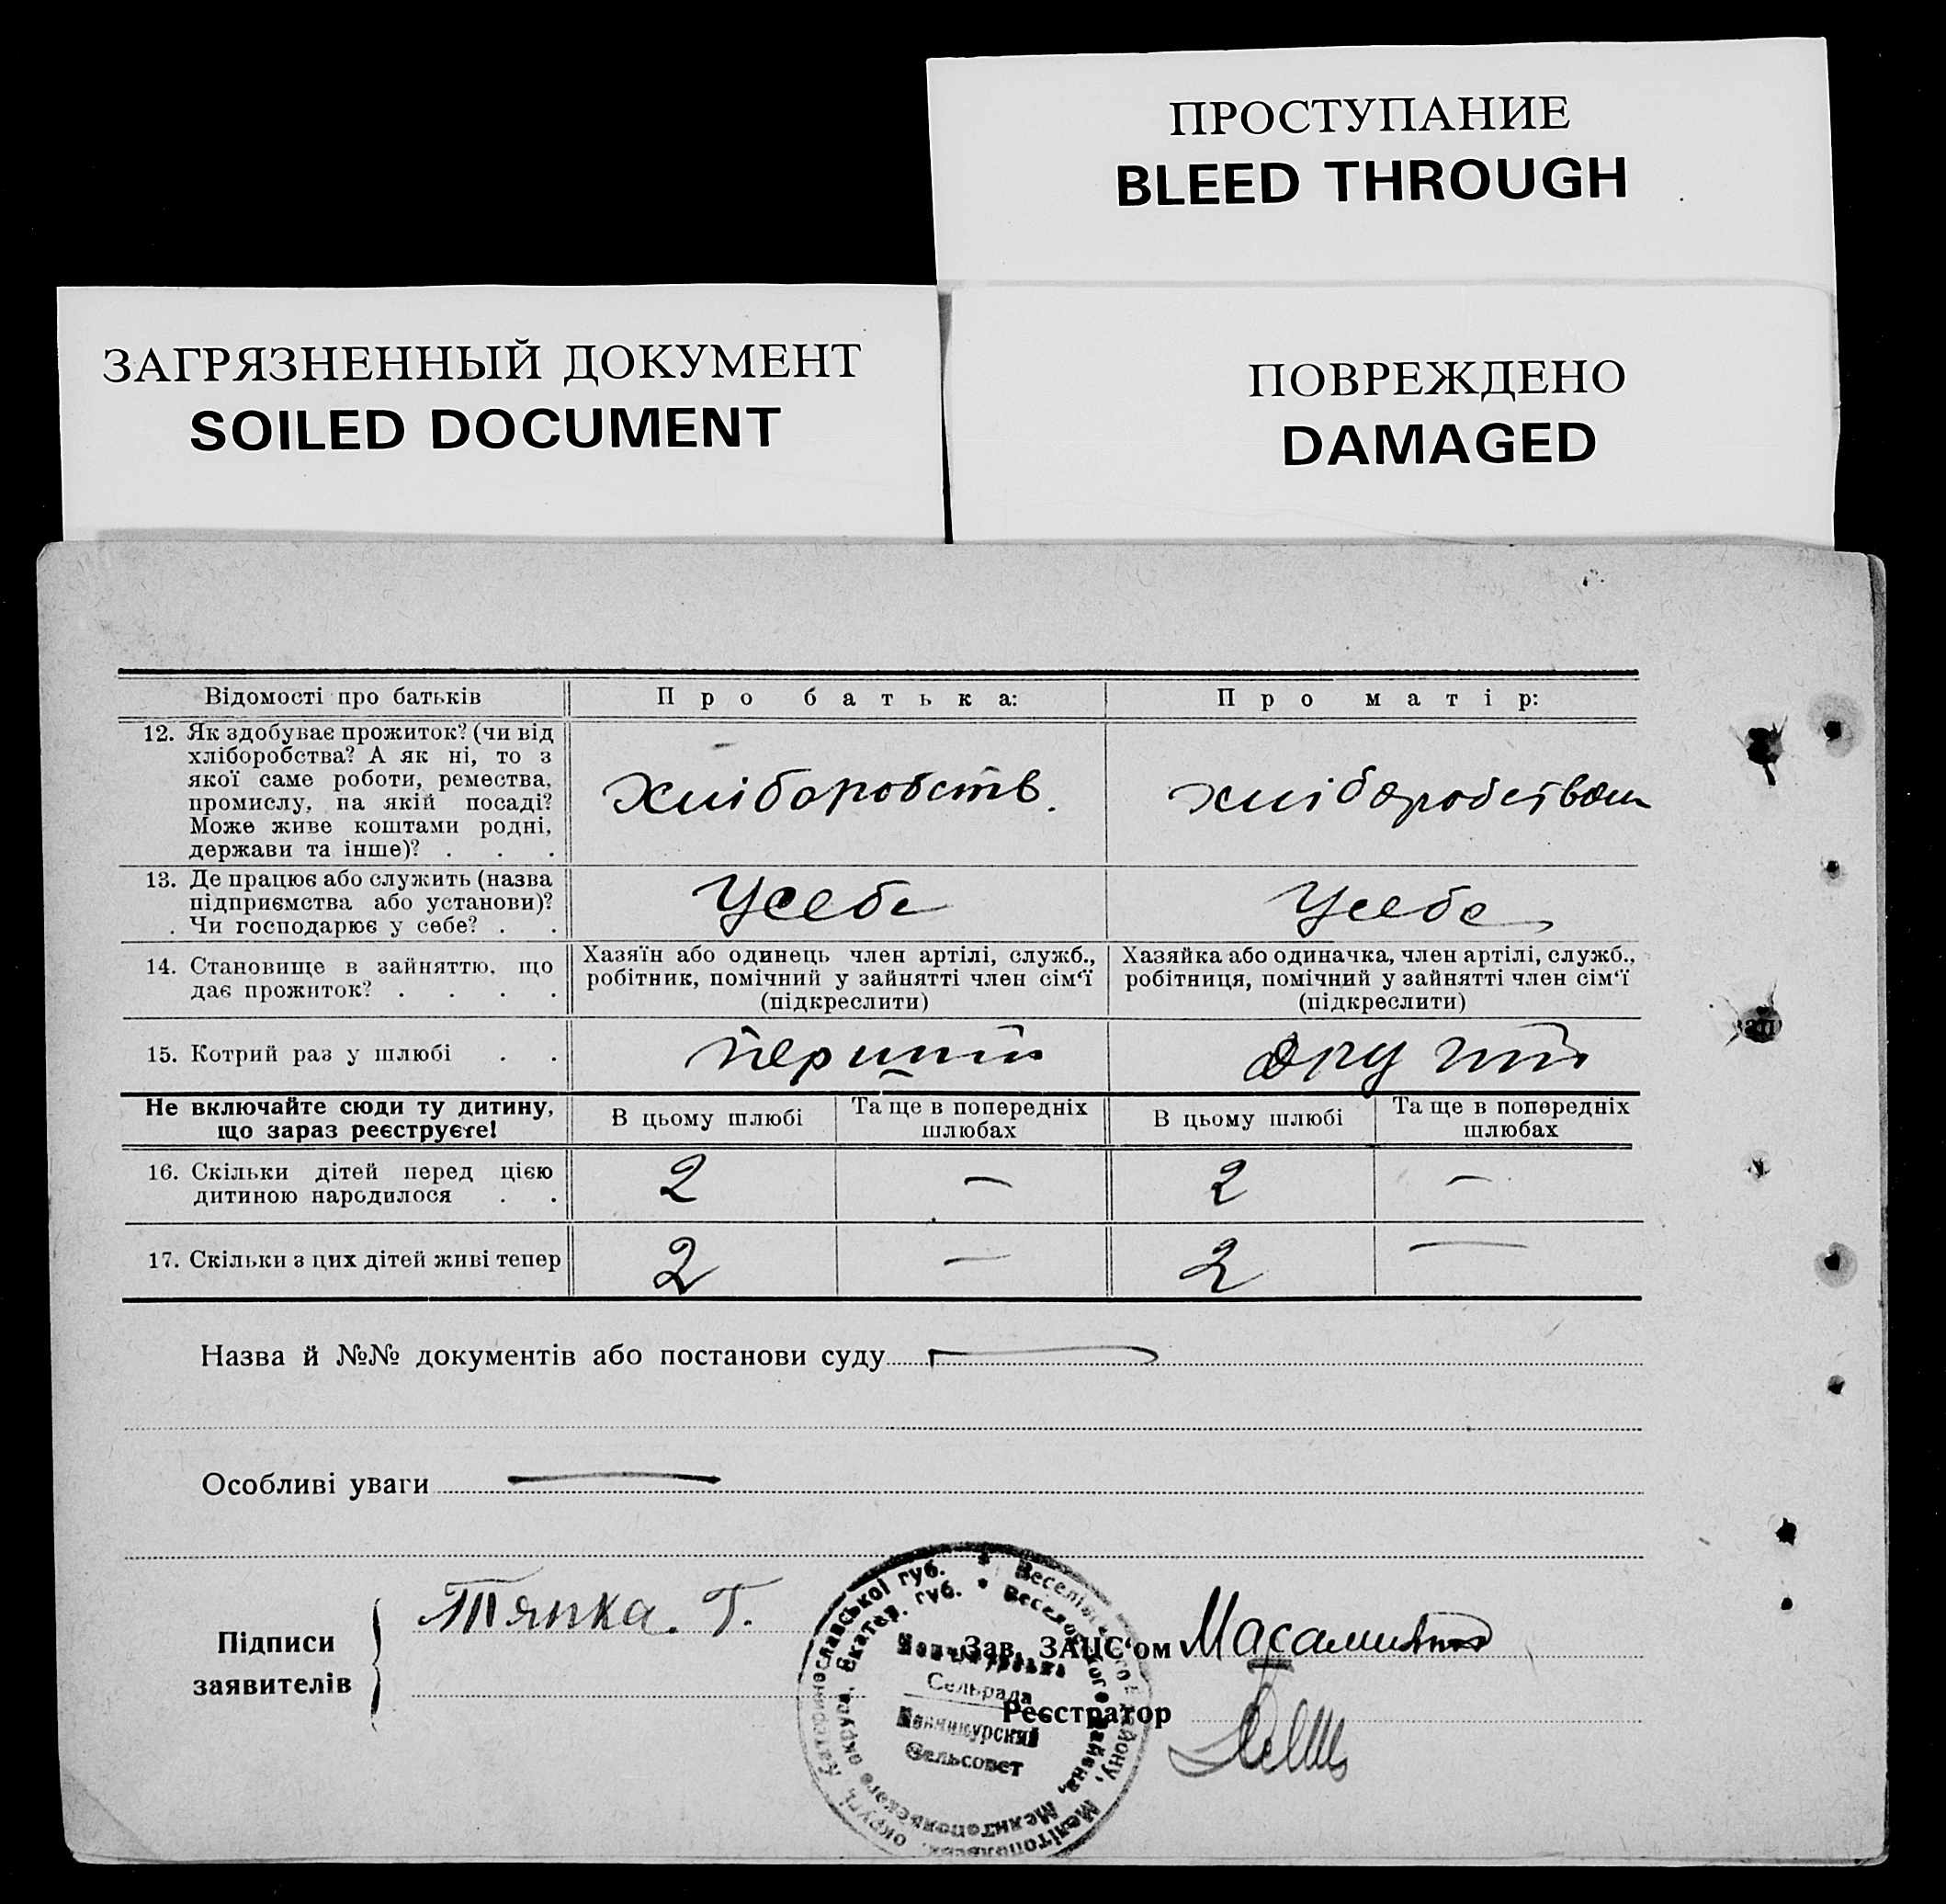 ПРОСТУПАНИЕ
BLEED THROUGH
ЗАГРЯЗНЕННЫЙ ДОКУМЕНТ
SOILED DOCUMENT
ПОВРЕЖДЕНО
DAMAGED
Відомості про батьків
Про батька:
Про матір:
12. Як здобуває прожиток? (чи від
хліборобства? А як ні, то з
якої саме роботи, ремества,
промислу, на якій посаді?
Може живе коштами родні,
держави та інше)? . . .
Хліборобств.
хліборобством
13. Де працює або служить (назва
підприємства або установи)?
Чи господарює у себе? . .
Усебе
Усебе
14. Становище в зайняттю, що
дає прожиток? . . . .
Хазяїн або одинець член артілі, служб.,
робітник, помічний у зайнятті член сім'ї
(підкреслити)
Хазяйка або одиначка, член артілі, служб.,
робітниця, помічний у зайнятті член сім'ї
(підкреслити)
15. Котрий раз у шлюбі . .
перший
другий
Не включайте сюди ту дитину,
що зараз реєструєте!
В цьому шлюбі
Та ще в попередніх
шлюбах
В цьому шлюбі
Та ще в попередніх
шлюбах
16. Скільки дітей перед цією
дитиною народилося . .
2 — 2 —
17. Скільки з цих дітей живі тепер
2 — 2 —
Назва й №№ документів або постанови суду
Особливі уваги
Підписи
заявителів
Тяпка. Г.
Зав. ЗАЦС'ом
Реєстратор
Сельрада
Сельсовет